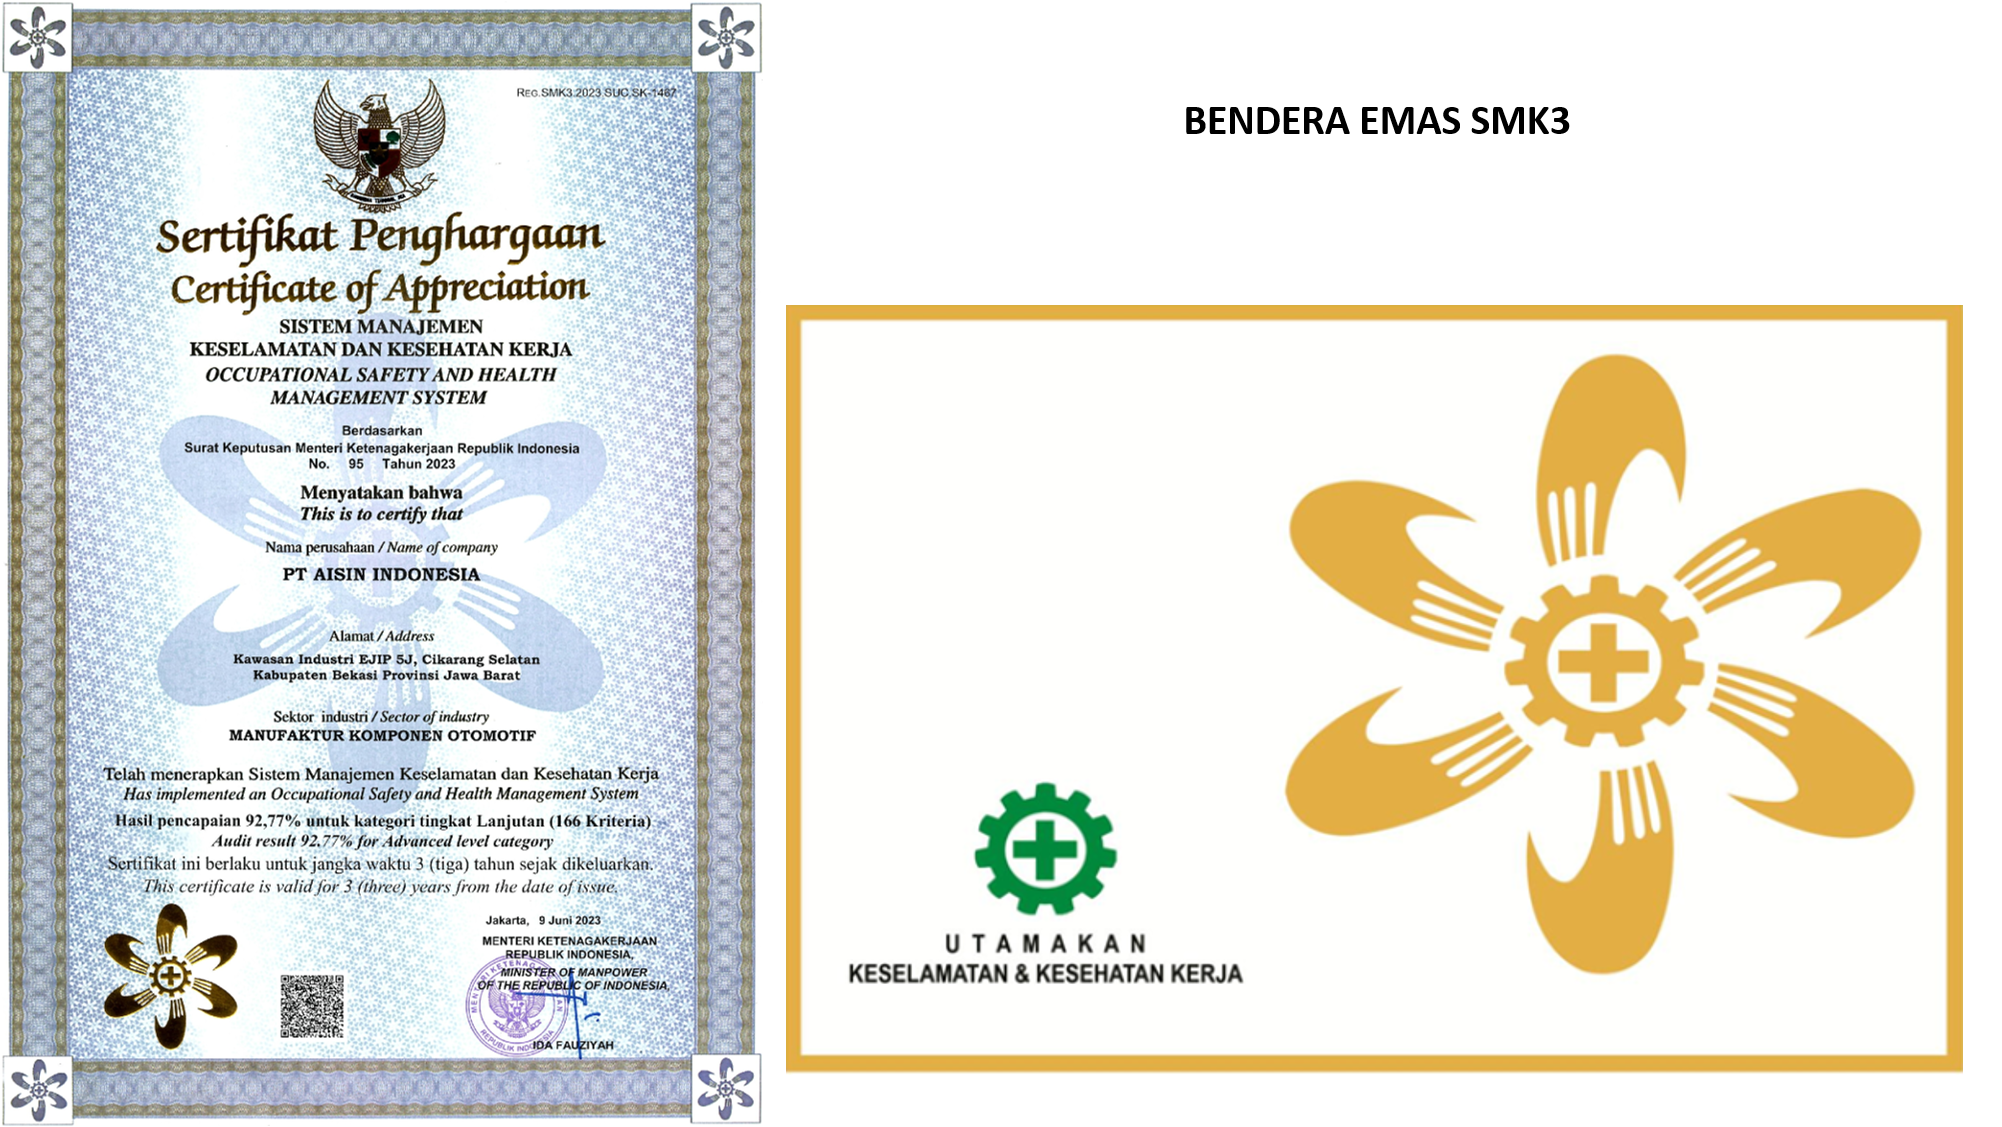 REG.SMK3.2023 SUC.SK-1467
Sertifikat Penghargaan
Certificate of Appreciation
SISTEM MANAJEMEN
KESELAMATAN DAN KESEHATAN KERJA
OCCUPATIONAL SAFETY AND HEALTH
MANAGEMENT SYSTEM
Berdasarkan
Surat Keputusan Menteri Ketenagakerjaan Republik Indonesia
No. 95 Tahun 2023
Menyatakan bahwa
This is to certify that
Nama perusahaan / Name of company
PT AISIN INDONESIA
Alamat / Address
Kawasan Industri EJIP 5J, Cikarang Selatan
Kabupaten Bekasi Provinsi Jawa Barat
Sektor industri / Sector of industry
MANUFAKTUR KOMPONEN OTOMOTIF
Telah menerapkan Sistem Manajemen Keselamatan dan Kesehatan Kerja
Has implemented an Occupational Safety and Health Management System
Hasil pencapaian 92,77% untuk kategori tingkat Lanjutan (166 Kriteria)
Audit result 92.77% for Advanced level category
Sertifikat ini berlaku untuk jangka waktu 3 (tiga) tahun sejak dikeluarkan.
This certificate is valid for 3 (three) years from the date of issue.
Jakarta, 9 Juni 2023
MENTERI KETENAGAKERJAAN
REPUBLIK INDONESIA,
MINISTER OF MANPOWER
OF THE REPUBLIC OF INDONESIA,
IDA FAUZIYAH
BENDERA EMAS SMK3
UTAMAKAN
KESELAMATAN & KESEHATAN KERJA